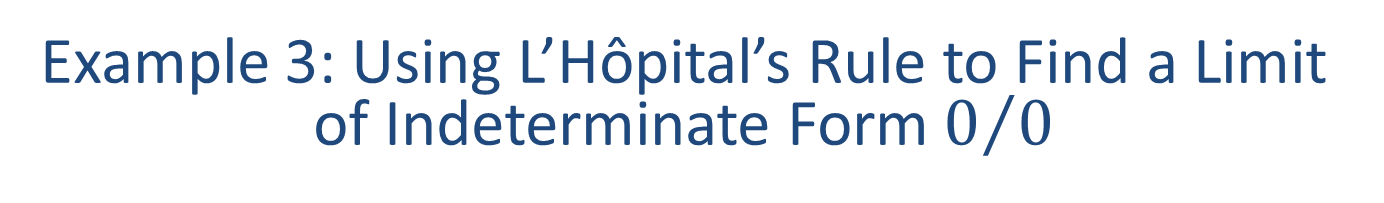 Example 3: Using L’Hôpital’s Rule to Find a Limit
of Indeterminate Form 0/0